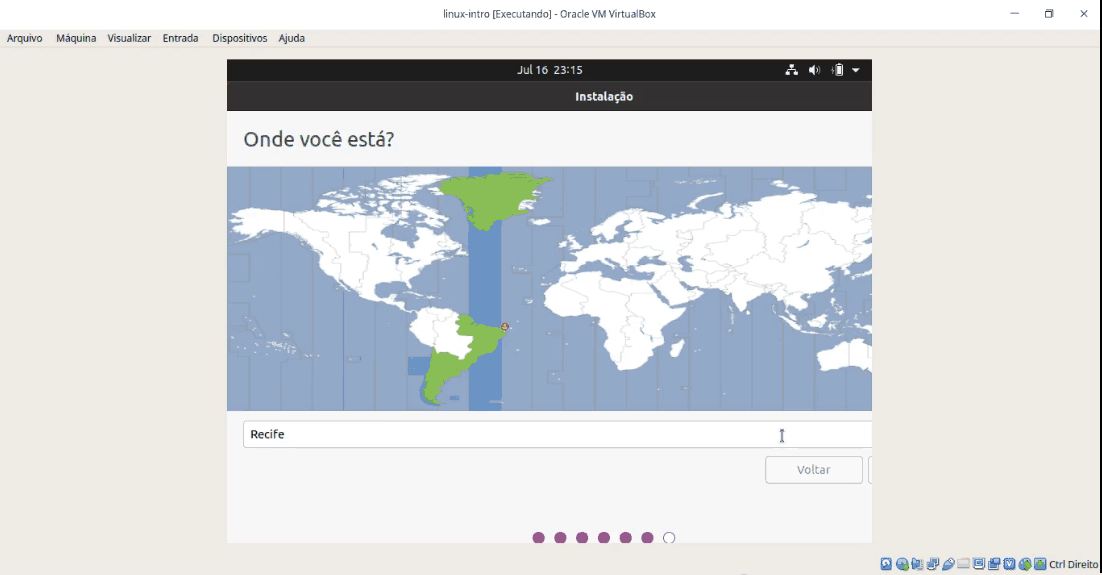 linux-intro [Executando] - Oracle VM VirtualBox
Arquivo Máquina Visualizar Entrada Dispositivos Ajuda
Jul 16 23:15
Instalação
Onde você está?
Recife
Voltar
Ctrl Direito